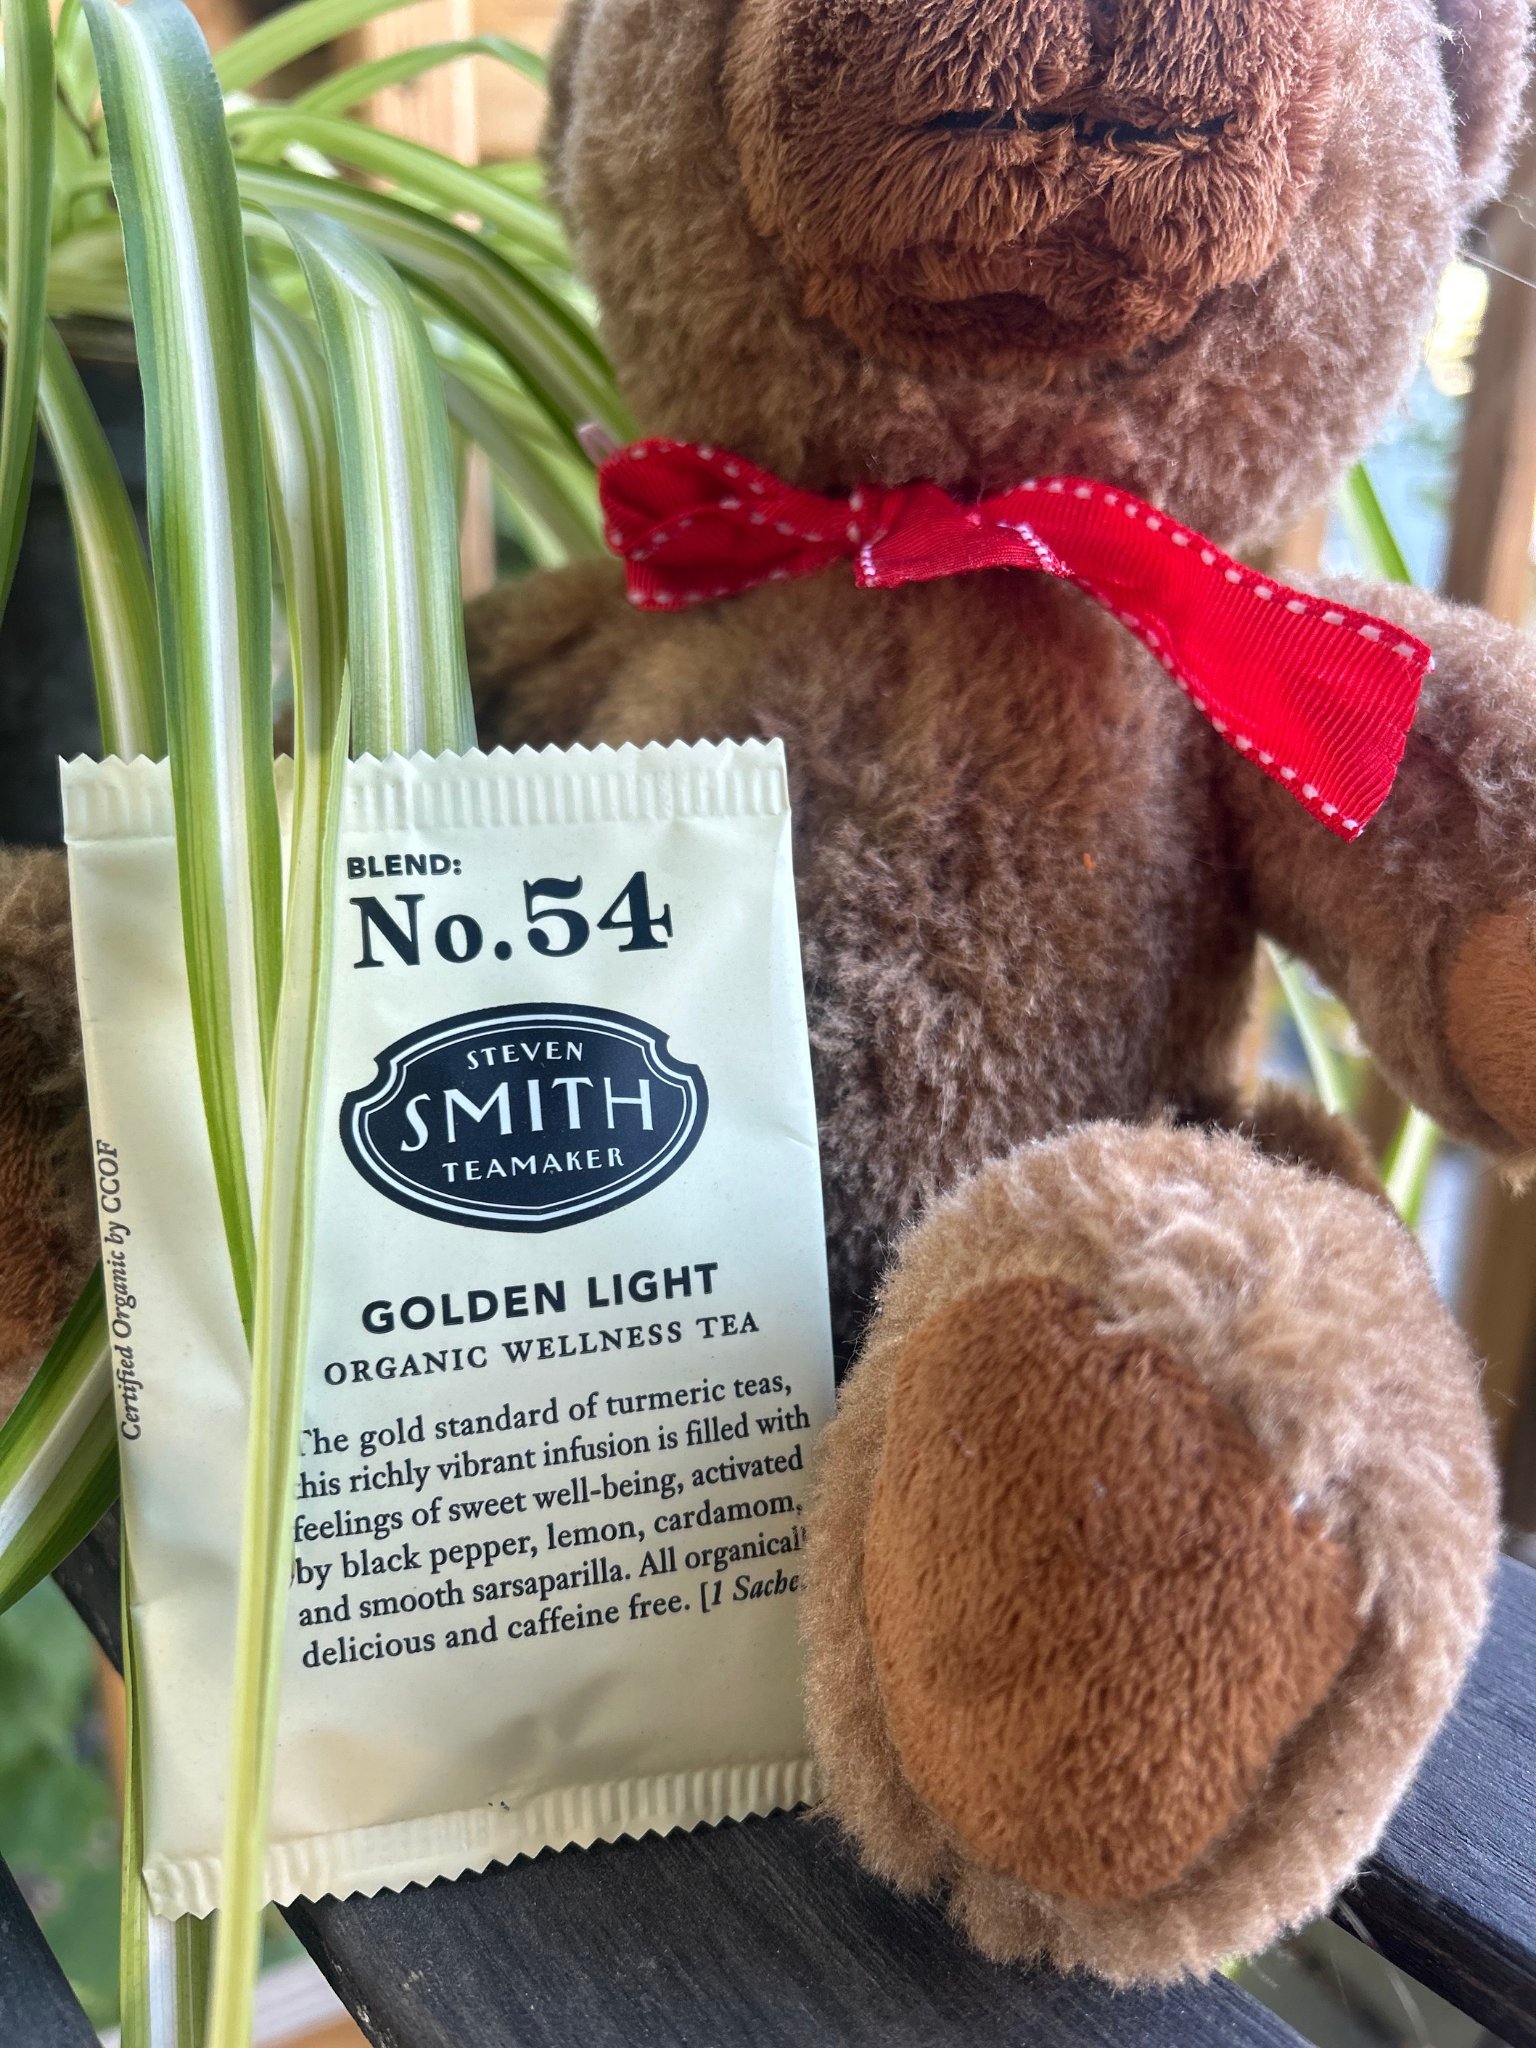 BLEND:
No. 54
STEVEN
SMITH
TEAMAKER
GOLDEN LIGHT
ORGANIC WELLNESS TEA
The gold standard of turmeric teas,
this richly vibrant infusion is filled with
feelings of sweet well-being, activated
by black pepper, lemon, cardamom,
and smooth sarsaparilla. All organicall
delicious and caffeine free. [1 Sache
Certified Organic by CCOF